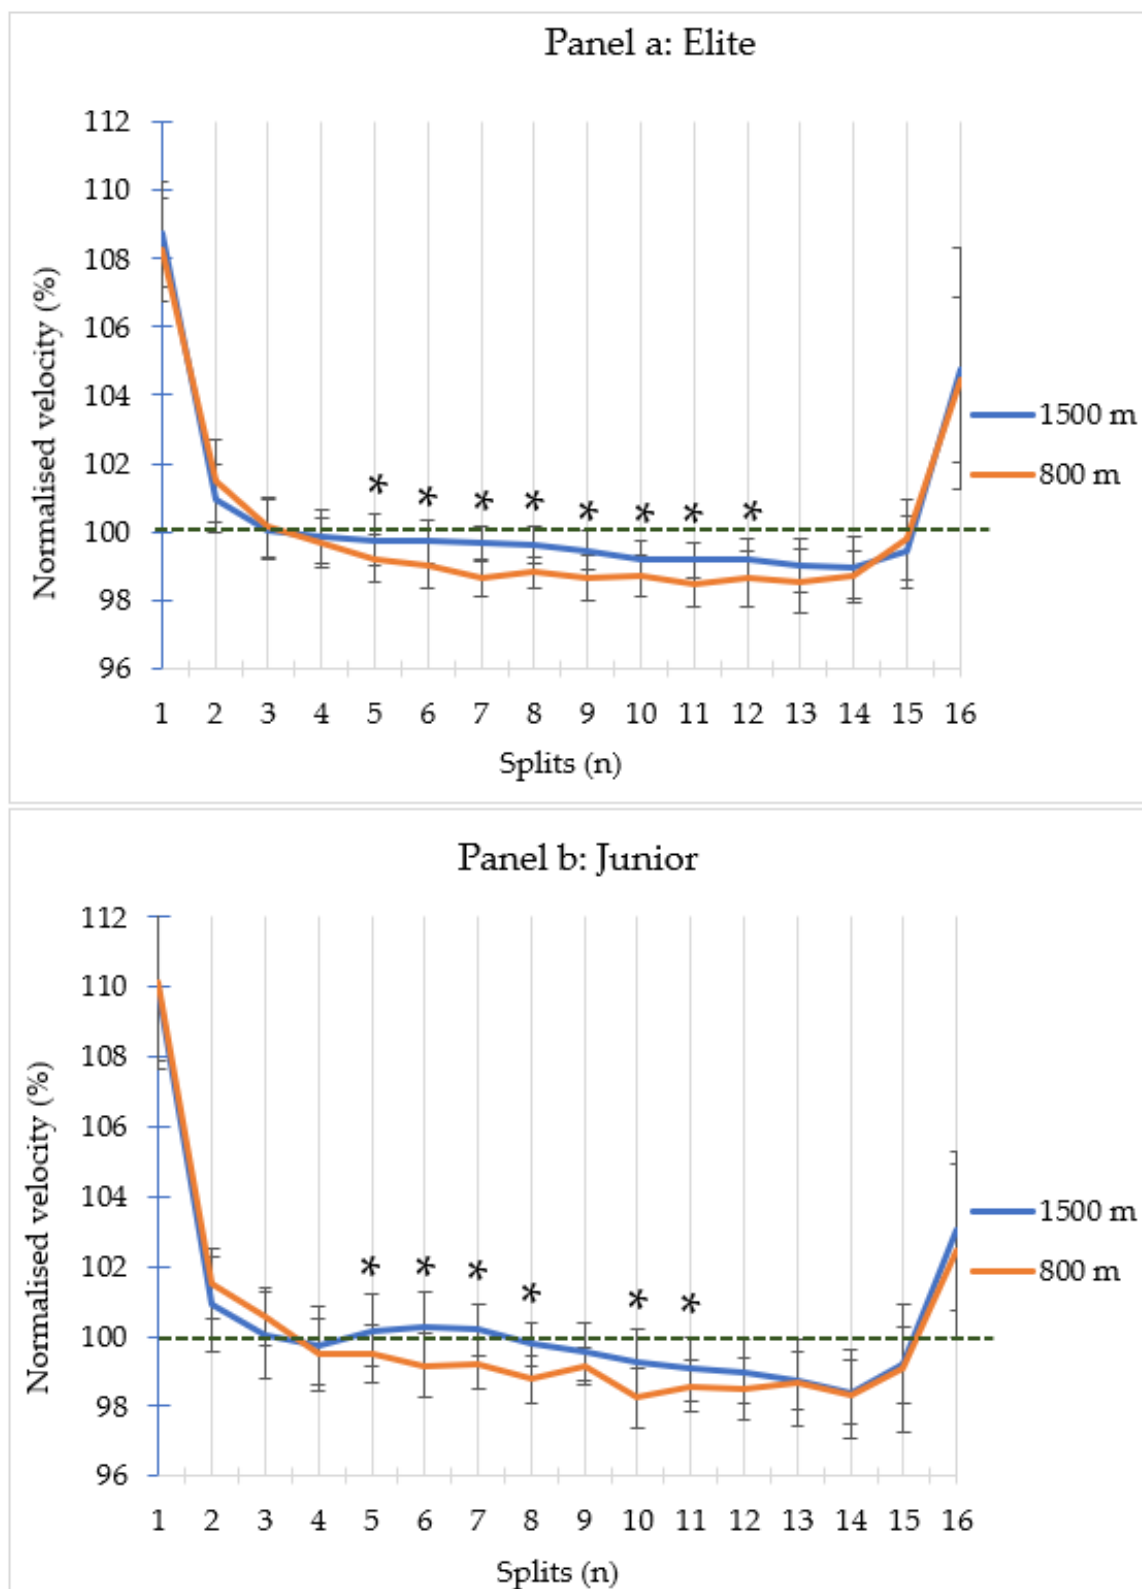 Panel a: Elite
112
110
108
106
104
102
100
98
96
Normalised velocity (%)
* * * * * * * *
1500 m
800 m
1 2 3 4 5 6 7 8 9 10 11 12 13 14 15 16
Splits (n)
Panel b: Junior
112
110
108
106
104
102
100
98
96
Normalised velocity (%)
* * * * * *
1500 m
800 m
1 2 3 4 5 6 7 8 9 10 11 12 13 14 15 16
Splits (n)